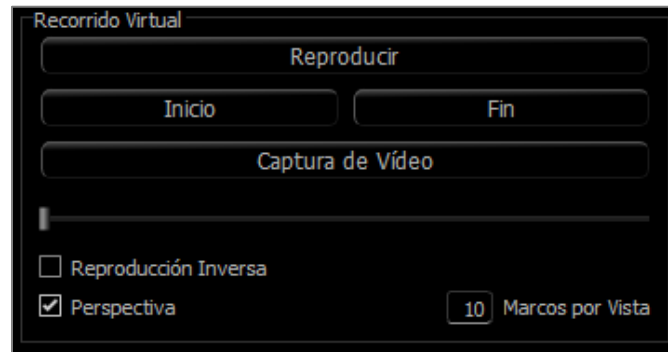 Recorrido Virtual
Reproducir
Inicio Fin
Captura de Vídeo
Reproducción Inversa
Perspectiva 10 Marcos por Vista